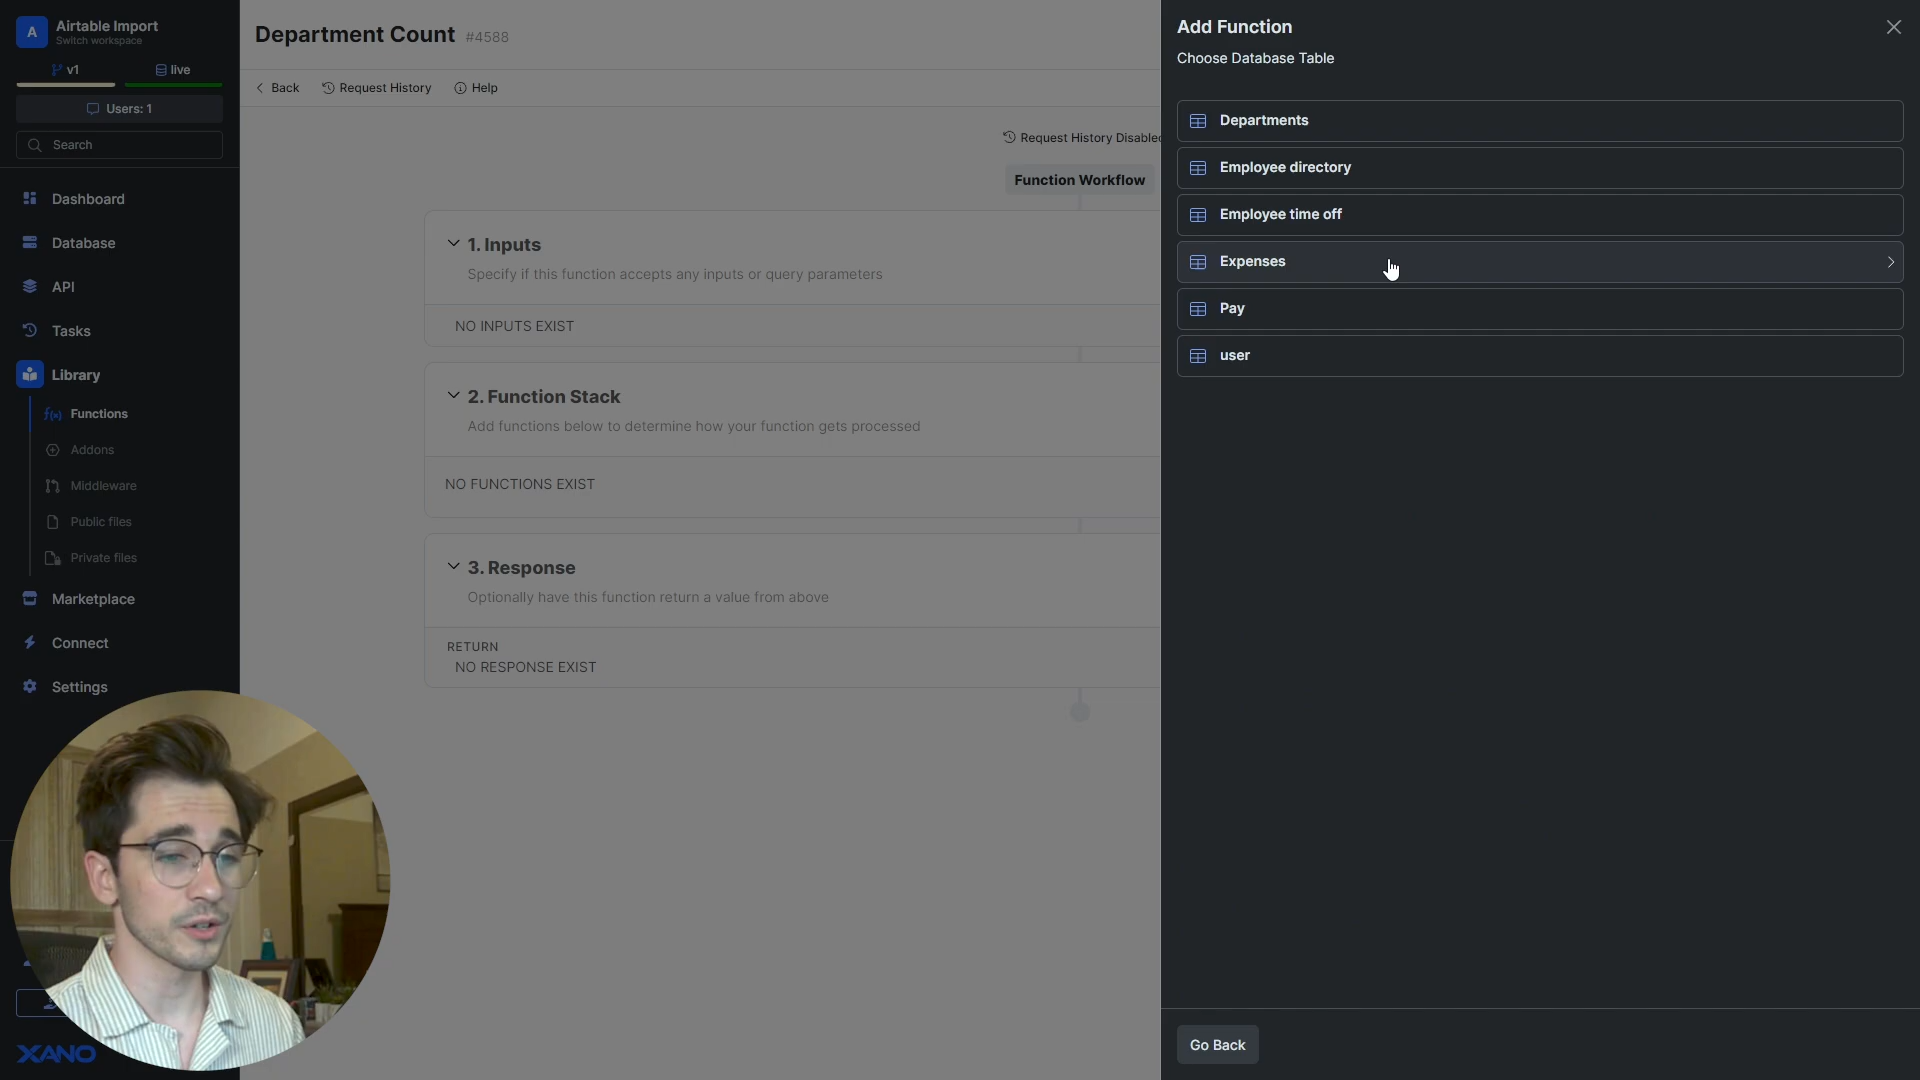 A
Airtable Import
Switch workspace
v1
live
Users: 1
Search
Dashboard
Database
API
Tasks
Library
f(x) Functions
Addons
Middleware
Public files
Private files
Marketplace
Connect
Settings
XANO
Department Count #4588
Back
Request History
Help
Request History Disabled
Function Workflow
1. Inputs
Specify if this function accepts any inputs or query parameters
NO INPUTS EXIST
2. Function Stack
Add functions below to determine how your function gets processed
NO FUNCTIONS EXIST
3. Response
Optionally have this function return a value from above
RETURN
NO RESPONSE EXIST
Add Function
Choose Database Table
Departments
Employee directory
Employee time off
Expenses
Pay
user
Go Back